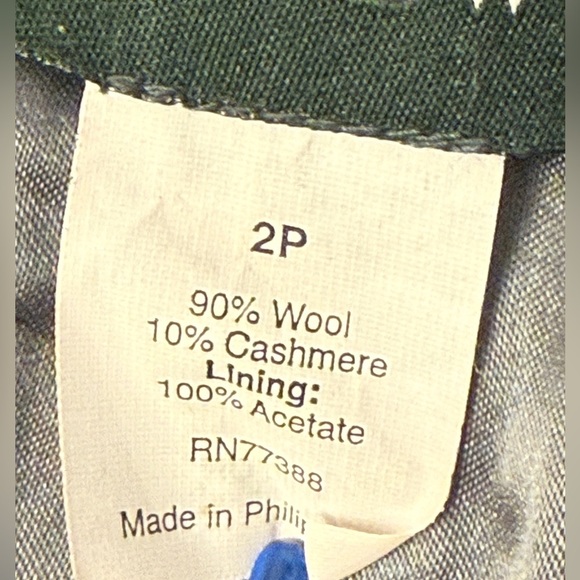 2P
90% Wool
10% Cashmere
Lining:
100% Acetate
RN77388
Made in